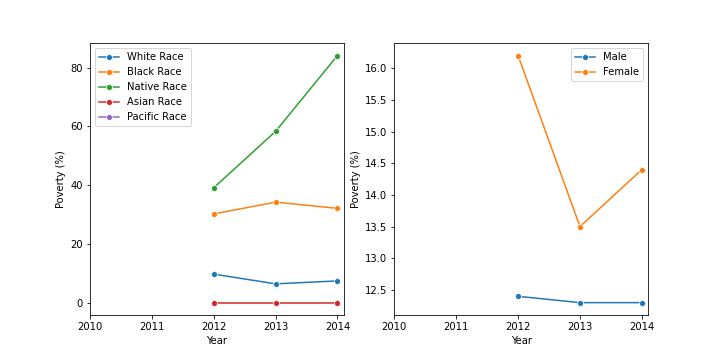 White Race
Black Race
Native Race
Asian Race
Pacific Race
80
60
40
20
0
Poverty (%)
2010 2011 2012 2013 2014
Year
Male
Female
16.0
15.5
15.0
14.5
14.0
13.5
13.0
12.5
Poverty (%)
2010 2011 2012 2013 2014
Year